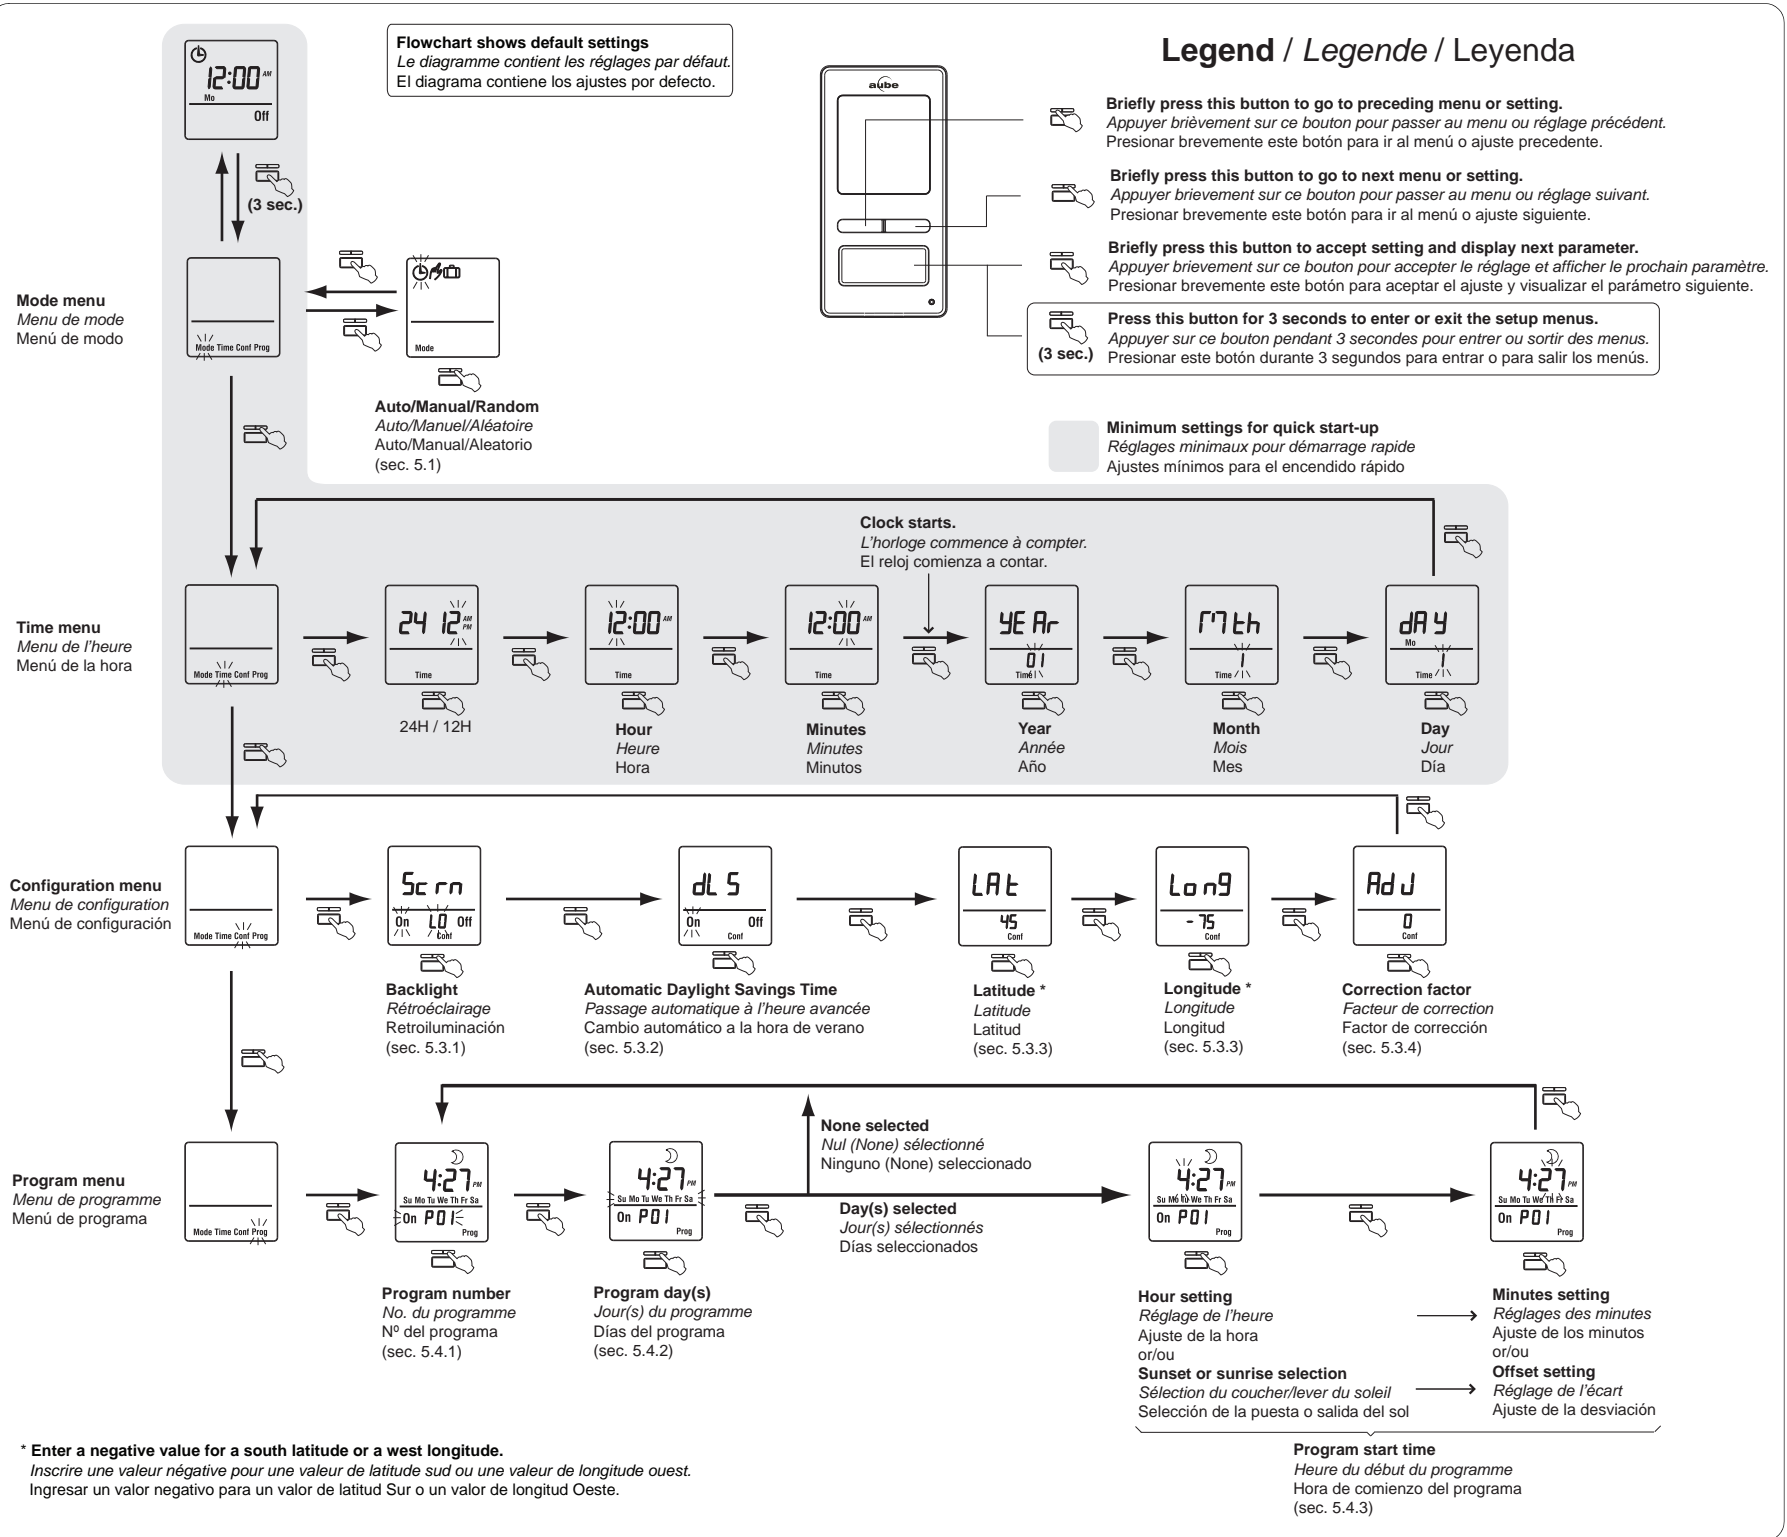 12:00 AM
Mo
Off
Flowchart shows default settings
Le diagramme contient les réglages par défaut.
El diagrama contiene los ajustes por defecto.
Legend / Legende / Leyenda
aube
Briefly press this button to go to preceding menu or setting.
Appuyer brièvement sur ce bouton pour passer au menu ou réglage précédent.
Presionar brevemente este botón para ir al menú o ajuste precedente.
Briefly press this button to go to next menu or setting.
Appuyer brievement sur ce bouton pour passer au menu ou réglage suivant.
Presionar brevemente este botón para ir al menú o ajuste siguiente.
Briefly press this button to accept setting and display next parameter.
Appuyer brievement sur ce bouton pour accepter le réglage et afficher le prochain paramètre.
Presionar brevemente este botón para aceptar el ajuste y visualizar el parámetro siguiente.
(3 sec.)
Press this button for 3 seconds to enter or exit the setup menus.
Appuyer sur ce bouton pendant 3 secondes pour entrer ou sortir des menus.
Presionar este botón durante 3 segundos para entrar o para salir los menús.
Minimum settings for quick start-up
Réglages minimaux pour démarrage rapide
Ajustes mínimos para el encendido rápido
(3 sec.)
Mode menu
Menu de mode
Menú de modo
Mode Time Conf Prog
Mode
Auto/Manual/Random
Auto/Manuel/Aléatoire
Auto/Manual/Aleatorio
(sec. 5.1)
Clock starts.
L'horloge commence à compter.
El reloj comienza a contar.
Time menu
Menu de l'heure
Menú de la hora
Mode Time Conf Prog
24 12 AM PM
Time
24H / 12H
12:00 AM
Time
Hour
Heure
Hora
12:00 AM
Time
Minutes
Minutes
Minutos
YEAr
01
Time
Year
Année
Año
Mth
1
Time
Month
Mois
Mes
dAY
Mo
1
Time
Day
Jour
Día
Configuration menu
Menu de configuration
Menú de configuración
Mode Time Conf Prog
Scrn
On LO Off
Conf
Backlight
Rétroéclairage
Retroiluminación
(sec. 5.3.1)
dLS
On Off
Conf
Automatic Daylight Savings Time
Passage automatique à l'heure avancée
Cambio automático a la hora de verano
(sec. 5.3.2)
LAt
45
Conf
Latitude *
Latitude
Latitud
(sec. 5.3.3)
Long
- 75
Conf
Longitude *
Longitude
Longitud
(sec. 5.3.3)
AdJ
0
Conf
Correction factor
Facteur de correction
Factor de corrección
(sec. 5.3.4)
Program menu
Menu de programme
Menú de programa
Mode Time Conf Prog
4:27 PM
Su Mo Tu We Th Fr Sa
On P01
Prog
Program number
No. du programme
Nº del programa
(sec. 5.4.1)
4:27 PM
Su Mo Tu We Th Fr Sa
On P01
Prog
Program day(s)
Jour(s) du programme
Días del programa
(sec. 5.4.2)
None selected
Nul (None) sélectionné
Ninguno (None) seleccionado
Day(s) selected
Jour(s) sélectionnés
Días seleccionados
4:27 PM
Su Mo Tu We Th Fr Sa
On P01
Prog
Hour setting
Réglage de l'heure
Ajuste de la hora
or/ou
Sunset or sunrise selection
Sélection du coucher/lever du soleil
Selección de la puesta o salida del sol
4:27 PM
Su Mo Tu We Th Fr Sa
On P01
Prog
Minutes setting
Réglages des minutes
Ajuste de los minutos
or/ou
Offset setting
Réglage de l'écart
Ajuste de la desviación
Program start time
Heure du début du programme
Hora de comienzo del programa
(sec. 5.4.3)
* Enter a negative value for a south latitude or a west longitude.
Inscrire une valeur négative pour une valeur de latitude sud ou une valeur de longitude ouest.
Ingresar un valor negativo para un valor de latitud Sur o un valor de longitud Oeste.